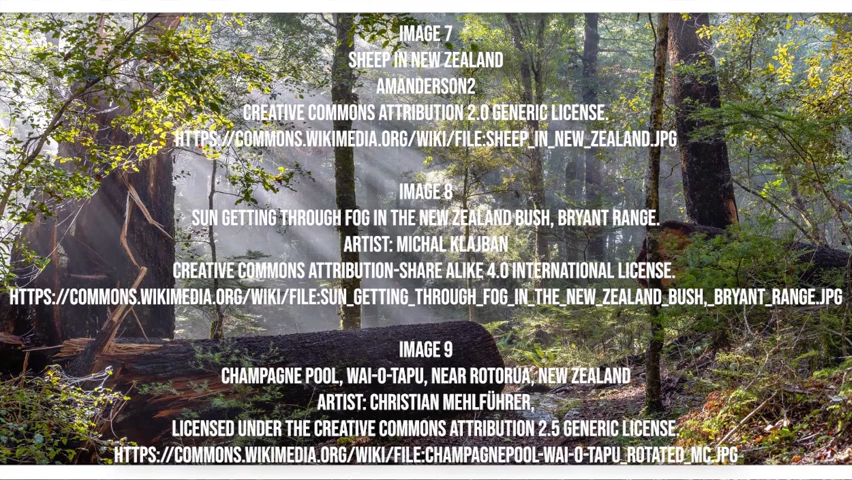 IMAGE 7
SHEEP IN NEW ZEALAND
AMANDERSON2
CREATIVE COMMONS ATTRIBUTION 2.0 GENERIC LICENSE.
HTTPS://COMMONS.WIKIMEDIA.ORG/WIKI/FILE:SHEEP_IN_NEW_ZEALAND.JPG
IMAGE 8
SUN GETTING THROUGH FOG IN THE NEW ZEALAND BUSH, BRYANT RANGE.
ARTIST: MICHAL KLAJBAN
CREATIVE COMMONS ATTRIBUTION-SHARE ALIKE 4.0 INTERNATIONAL LICENSE.
HTTPS://COMMONS.WIKIMEDIA.ORG/WIKI/FILE:SUN_GETTING_THROUGH_FOG_IN_THE_NEW_ZEALAND_BUSH,_BRYANT_RANGE.JPG
IMAGE 9
CHAMPAGNE POOL, WAI-O-TAPU, NEAR ROTORUA, NEW ZEALAND
ARTIST: CHRISTIAN MEHLFÜHRER,
LICENSED UNDER THE CREATIVE COMMONS ATTRIBUTION 2.5 GENERIC LICENSE.
HTTPS://COMMONS.WIKIMEDIA.ORG/WIKI/FILE:CHAMPAGNEPOOL-WAI-O-TAPU_ROTATED_MC.JPG